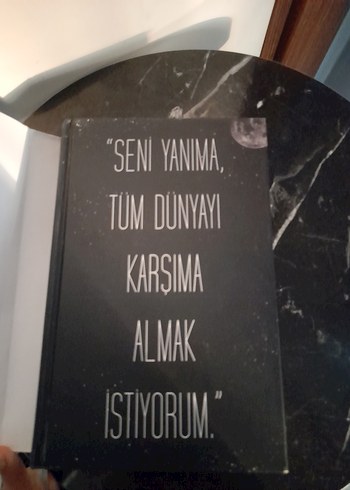 "SENİ YANIMA,
TÜM DÜNYAYI
KARŞIMA
ALMAK
İSTİYORUM."